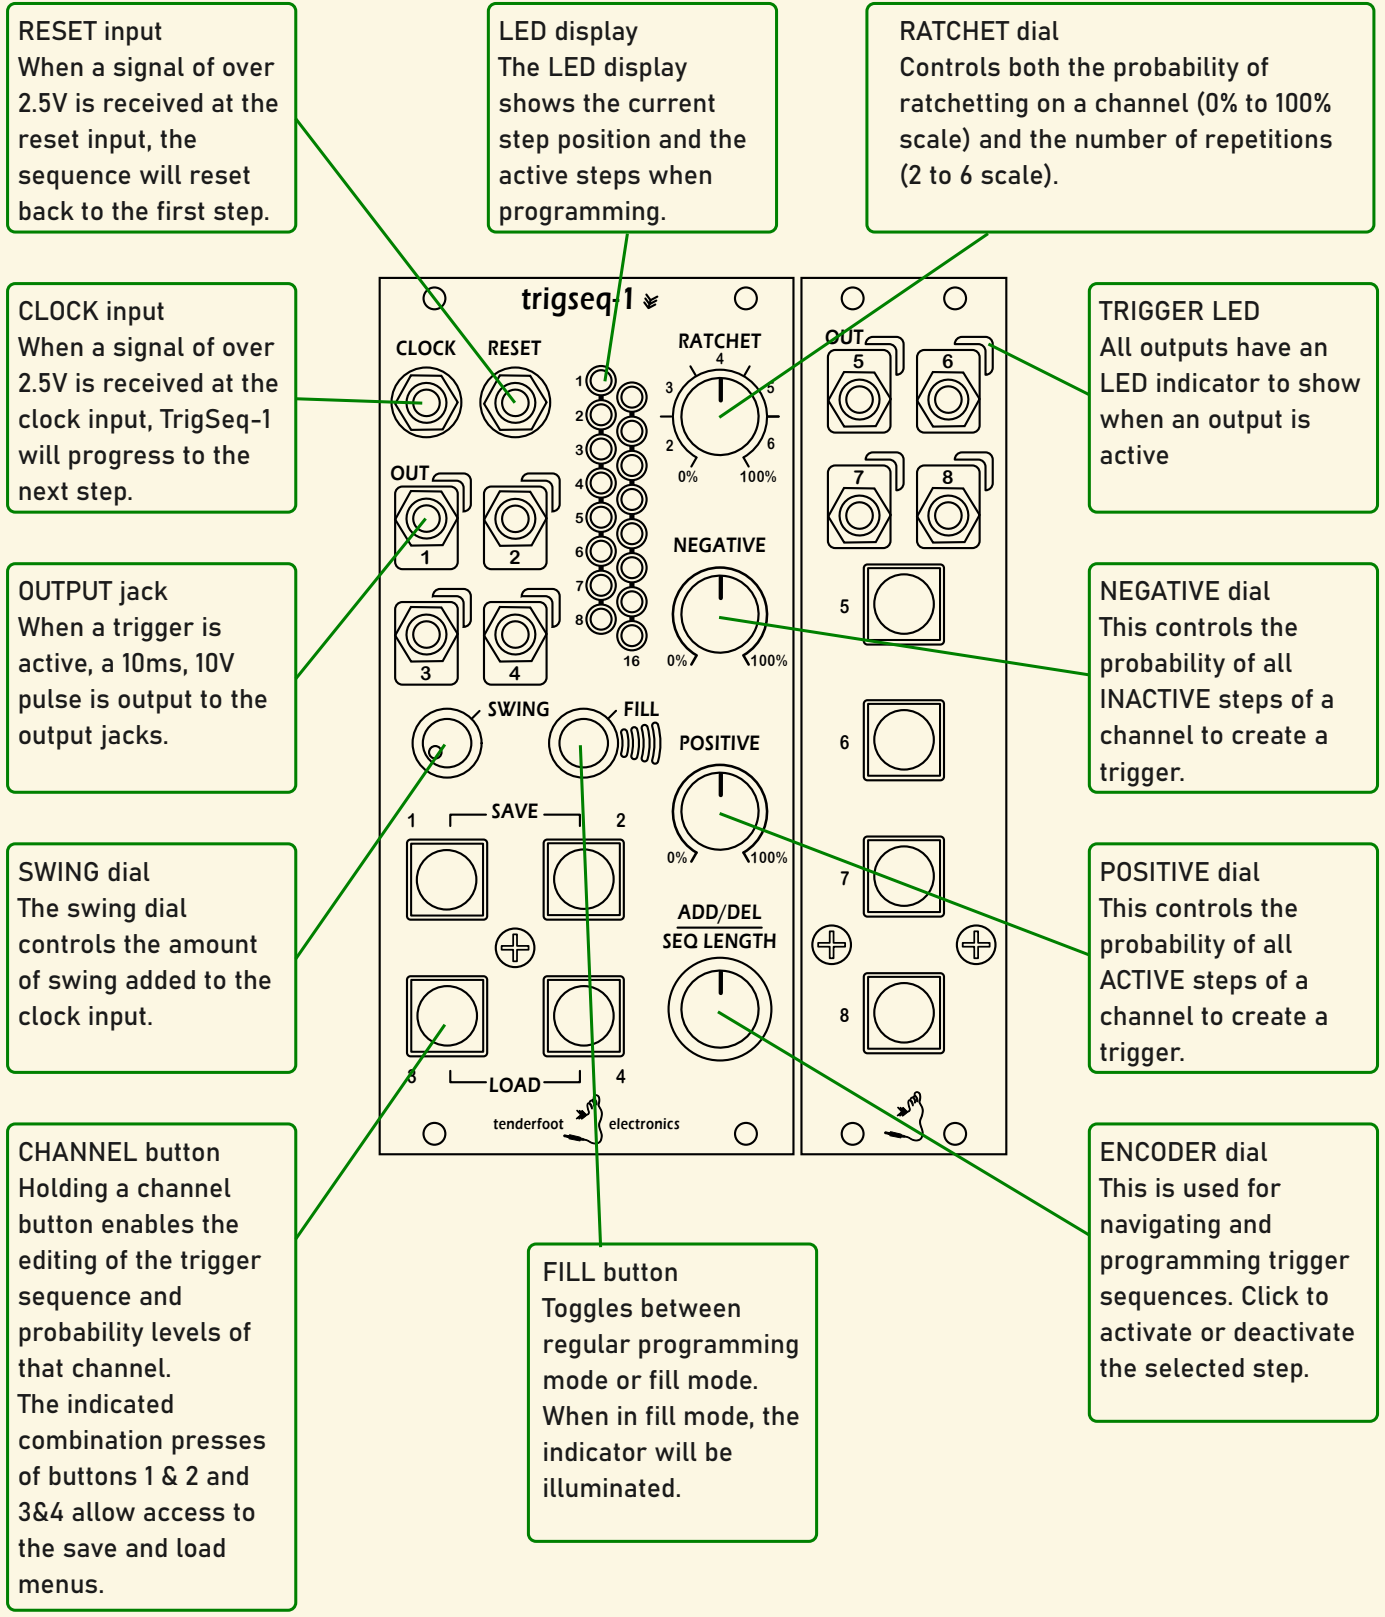 RESET input
When a signal of over
2.5V is received at the
reset input, the
sequence will reset
back to the first step.
LED display
The LED display
shows the current
step position and the
active steps when
programming.
RATCHET dial
Controls both the probability of
ratchetting on a channel (0% to 100%
scale) and the number of repetitions
(2 to 6 scale).
CLOCK input
When a signal of over
2.5V is received at the
clock input, TrigSeq-1
will progress to the
next step.
OUTPUT jack
When a trigger is
active, a 10ms, 10V
pulse is output to the
output jacks.
SWING dial
The swing dial
controls the amount
of swing added to the
clock input.
CHANNEL button
Holding a channel
button enables the
editing of the trigger
sequence and
probability levels of
that channel.
The indicated
combination presses
of buttons 1 & 2 and
3&4 allow access to
the save and load
menus.
trigseq-1
CLOCK RESET
RATCHET
2 3 4 5 6
0% 100%
1
2
3
4
5
6
7
8
16
OUT
1 2
3 4
NEGATIVE
0% 100%
SWING FILL
POSITIVE
0% 100%
1 SAVE 2
ADD/DEL
SEQ LENGTH
3 LOAD 4
tenderfoot electronics
OUT
5 6
7 8
5
6
7
8
TRIGGER LED
All outputs have an
LED indicator to show
when an output is
active
NEGATIVE dial
This controls the
probability of all
INACTIVE steps of a
channel to create a
trigger.
POSITIVE dial
This controls the
probability of all
ACTIVE steps of a
channel to create a
trigger.
ENCODER dial
This is used for
navigating and
programming trigger
sequences. Click to
activate or deactivate
the selected step.
FILL button
Toggles between
regular programming
mode or fill mode.
When in fill mode, the
indicator will be
illuminated.